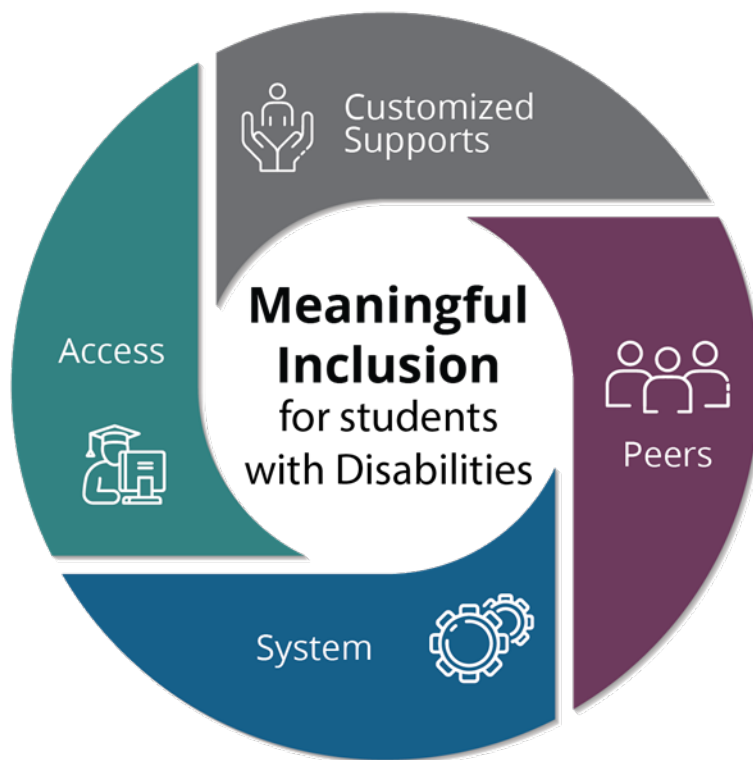 Customized
Supports
Access
Meaningful
Inclusion
for students
with Disabilities
Peers
System